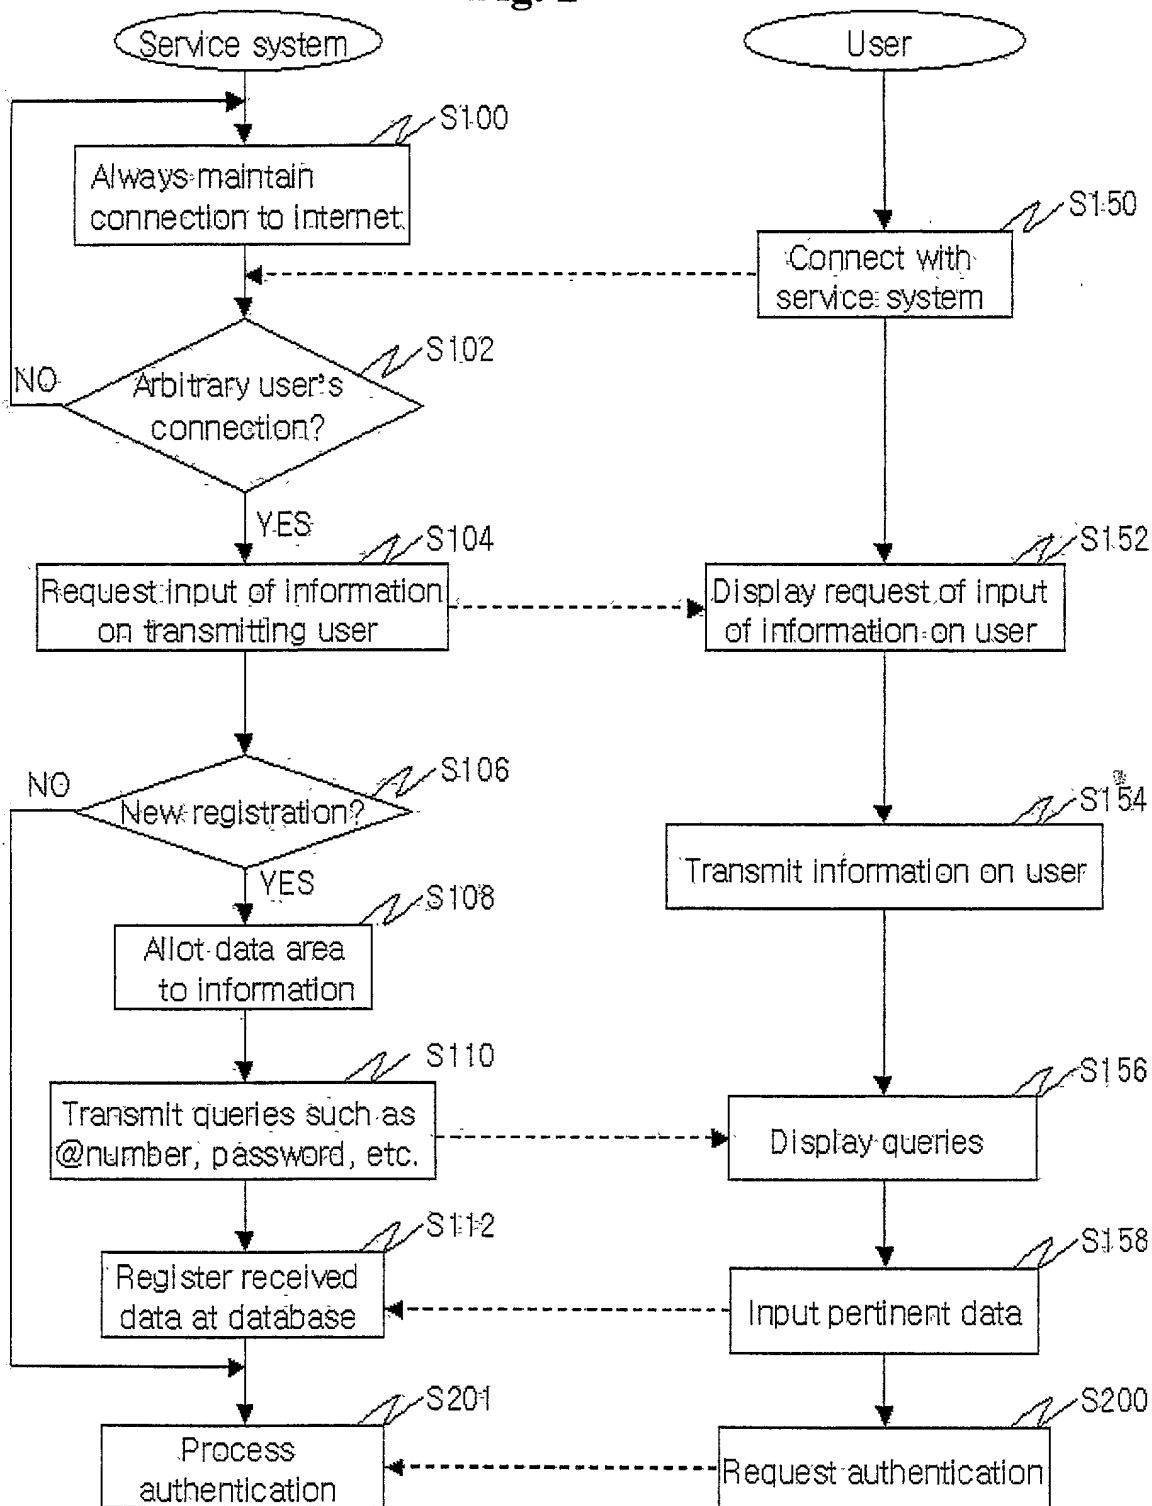 Service system
User
S100
Always maintain
connection to internet
S150
Connect with
service system
S102
NO
Arbitrary user's
connection?
YES
S104
Request input of information
on transmitting user
S152
Display request of input
of information on user
S106
NO
New registration?
YES
S154
Transmit information on user
S108
Allot data area
to information
S110
Transmit queries such as
@number, password, etc.
S156
Display queries
S112
Register received
data at database
S158
Input pertinent data
S201
Process
authentication
S200
Request authentication